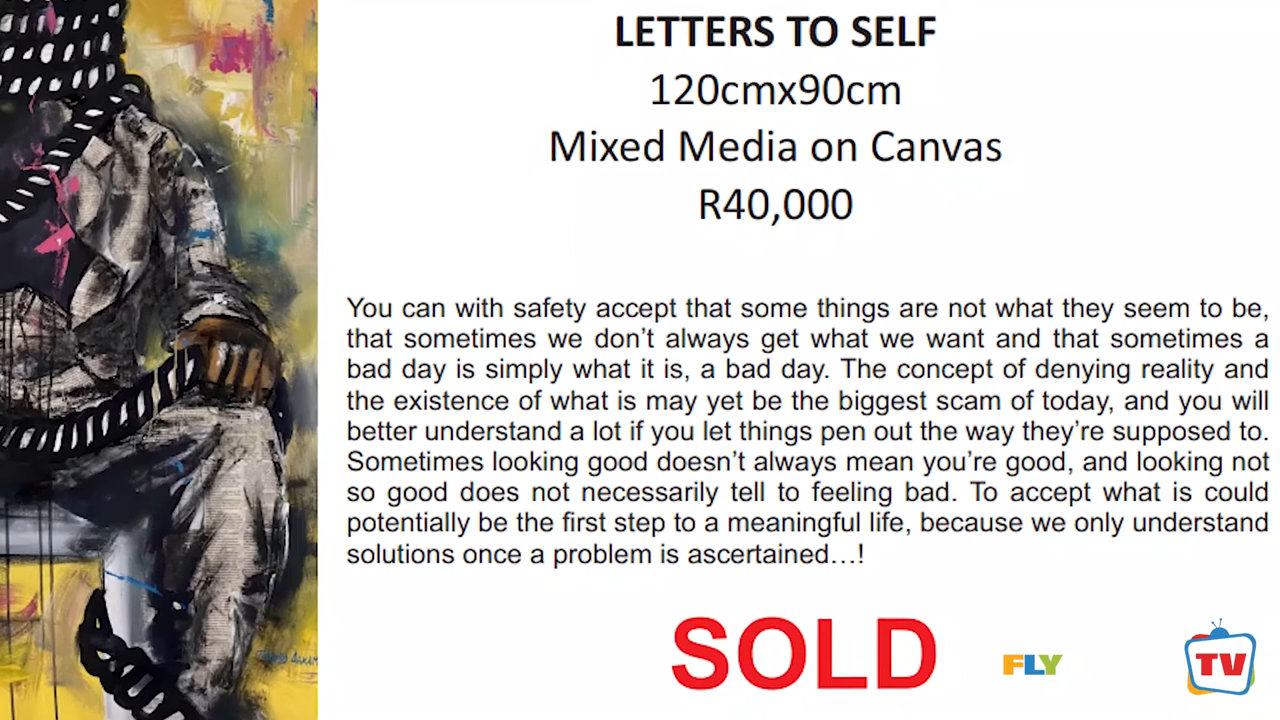 LETTERS TO SELF
120cmx90cm
Mixed Media on Canvas
R40,000
You can with safety accept that some things are not what they seem to be,
that sometimes we don’t always get what we want and that sometimes a
bad day is simply what it is, a bad day. The concept of denying reality and
the existence of what is may yet be the biggest scam of today, and you will
better understand a lot if you let things pen out the way they’re supposed to.
Sometimes looking good doesn’t always mean you’re good, and looking not
so good does not necessarily tell to feeling bad. To accept what is could
potentially be the first step to a meaningful life, because we only understand
solutions once a problem is ascertained…!
SOLD
FLY
TV